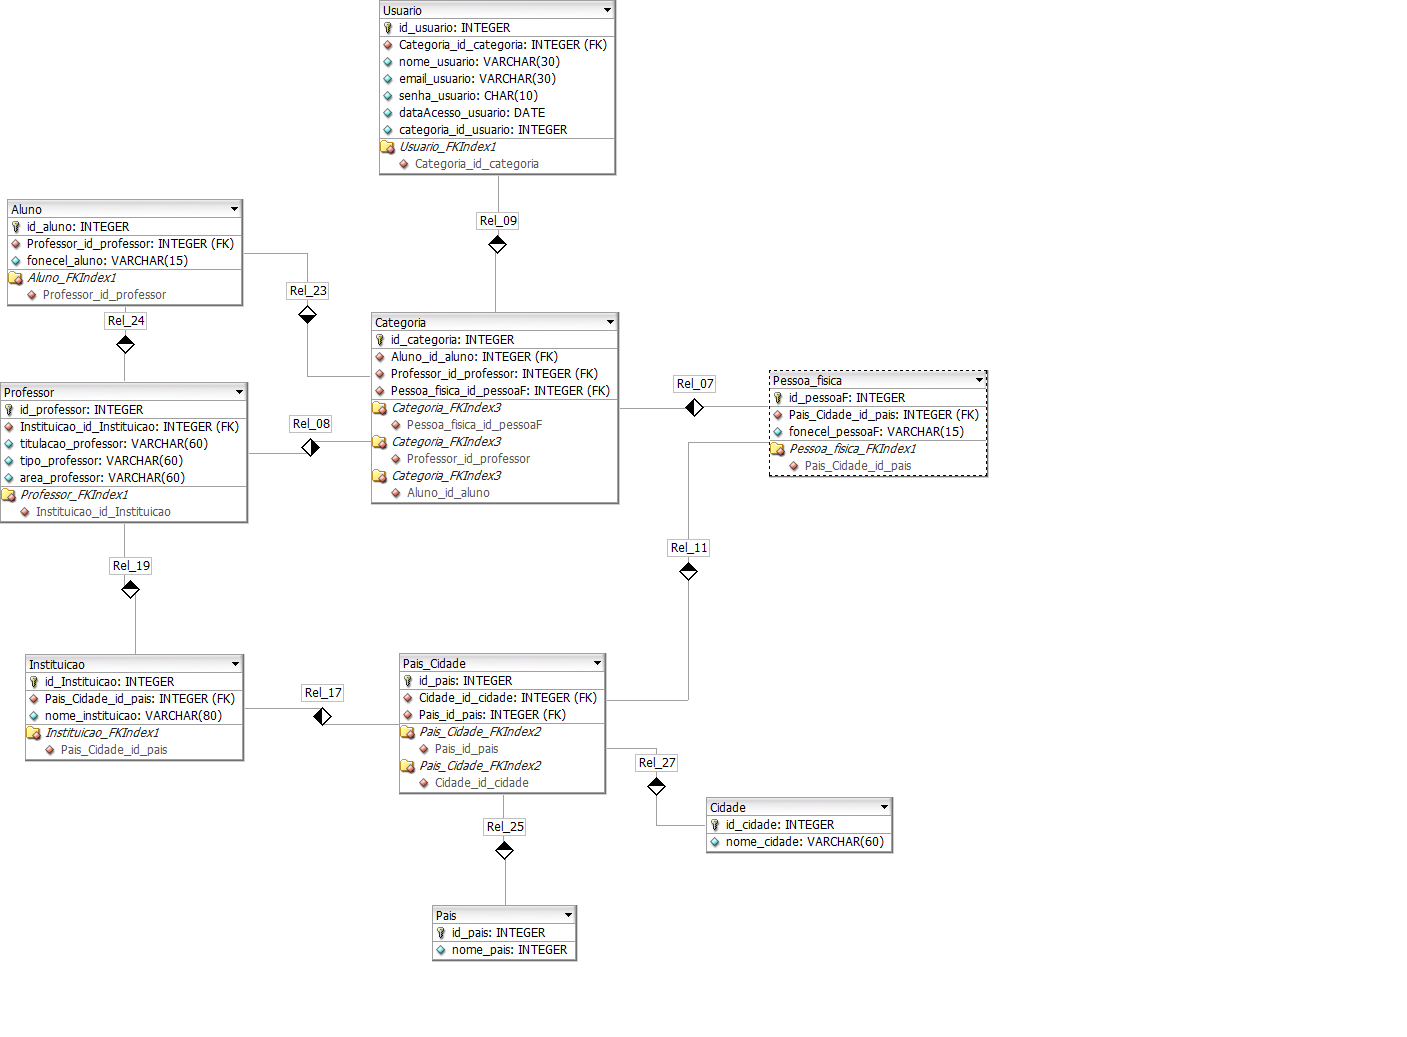 Usuario
id_usuario: INTEGER
Categoria_id_categoria: INTEGER (FK)
nome_usuario: VARCHAR(30)
email_usuario: VARCHAR(30)
senha_usuario: CHAR(10)
dataAcesso_usuario: DATE
categoria_id_usuario: INTEGER
Usuario_FKIndex1
Categoria_id_categoria
Rel_09
Aluno
id_aluno: INTEGER
Professor_id_professor: INTEGER (FK)
fonecel_aluno: VARCHAR(15)
Aluno_FKIndex1
Professor_id_professor
Rel_23
Rel_24
Categoria
id_categoria: INTEGER
Aluno_id_aluno: INTEGER (FK)
Professor_id_professor: INTEGER (FK)
Pessoa_fisica_id_pessoaF: INTEGER (FK)
Categoria_FKIndex3
Pessoa_fisica_id_pessoaF
Categoria_FKIndex3
Professor_id_professor
Categoria_FKIndex3
Aluno_id_aluno
Rel_07
Pessoa_fisica
id_pessoaF: INTEGER
Pais_Cidade_id_pais: INTEGER (FK)
fonecel_pessoaF: VARCHAR(15)
Pessoa_fisica_FKIndex1
Pais_Cidade_id_pais
Professor
id_professor: INTEGER
Instituicao_id_Instituicao: INTEGER (FK)
titulacao_professor: VARCHAR(60)
tipo_professor: VARCHAR(60)
area_professor: VARCHAR(60)
Professor_FKIndex1
Instituicao_id_Instituicao
Rel_08
Rel_11
Rel_19
Instituicao
id_Instituicao: INTEGER
Pais_Cidade_id_pais: INTEGER (FK)
nome_instituicao: VARCHAR(80)
Instituicao_FKIndex1
Pais_Cidade_id_pais
Rel_17
Pais_Cidade
id_pais: INTEGER
Cidade_id_cidade: INTEGER (FK)
Pais_id_pais: INTEGER (FK)
Pais_Cidade_FKIndex2
Pais_id_pais
Pais_Cidade_FKIndex2
Cidade_id_cidade
Rel_27
Cidade
id_cidade: INTEGER
nome_cidade: VARCHAR(60)
Rel_25
Pais
id_pais: INTEGER
nome_pais: INTEGER